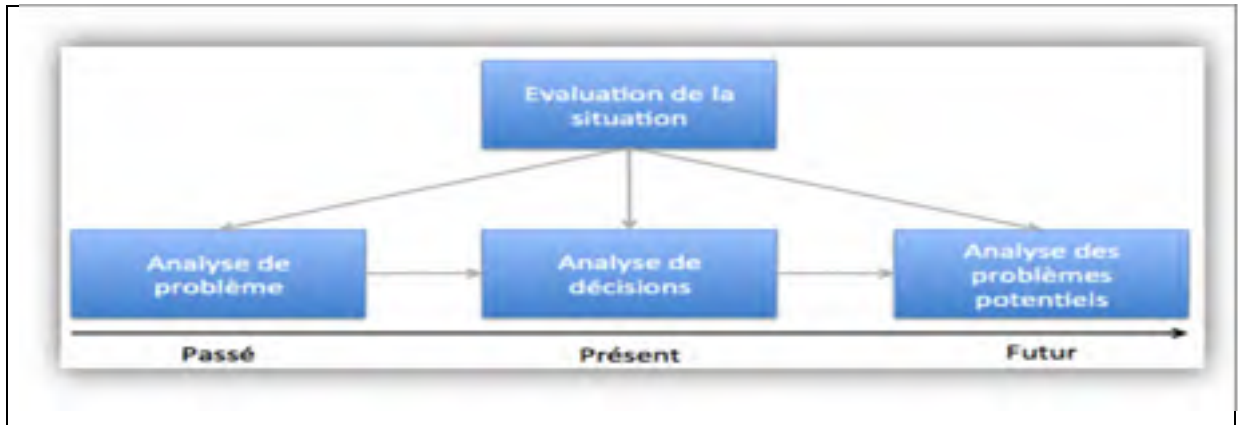 Evaluation de la
situation
Analyse de
problème
Analyse de
décisions
Analyse des
problèmes
potentiels
Passé
Présent
Futur